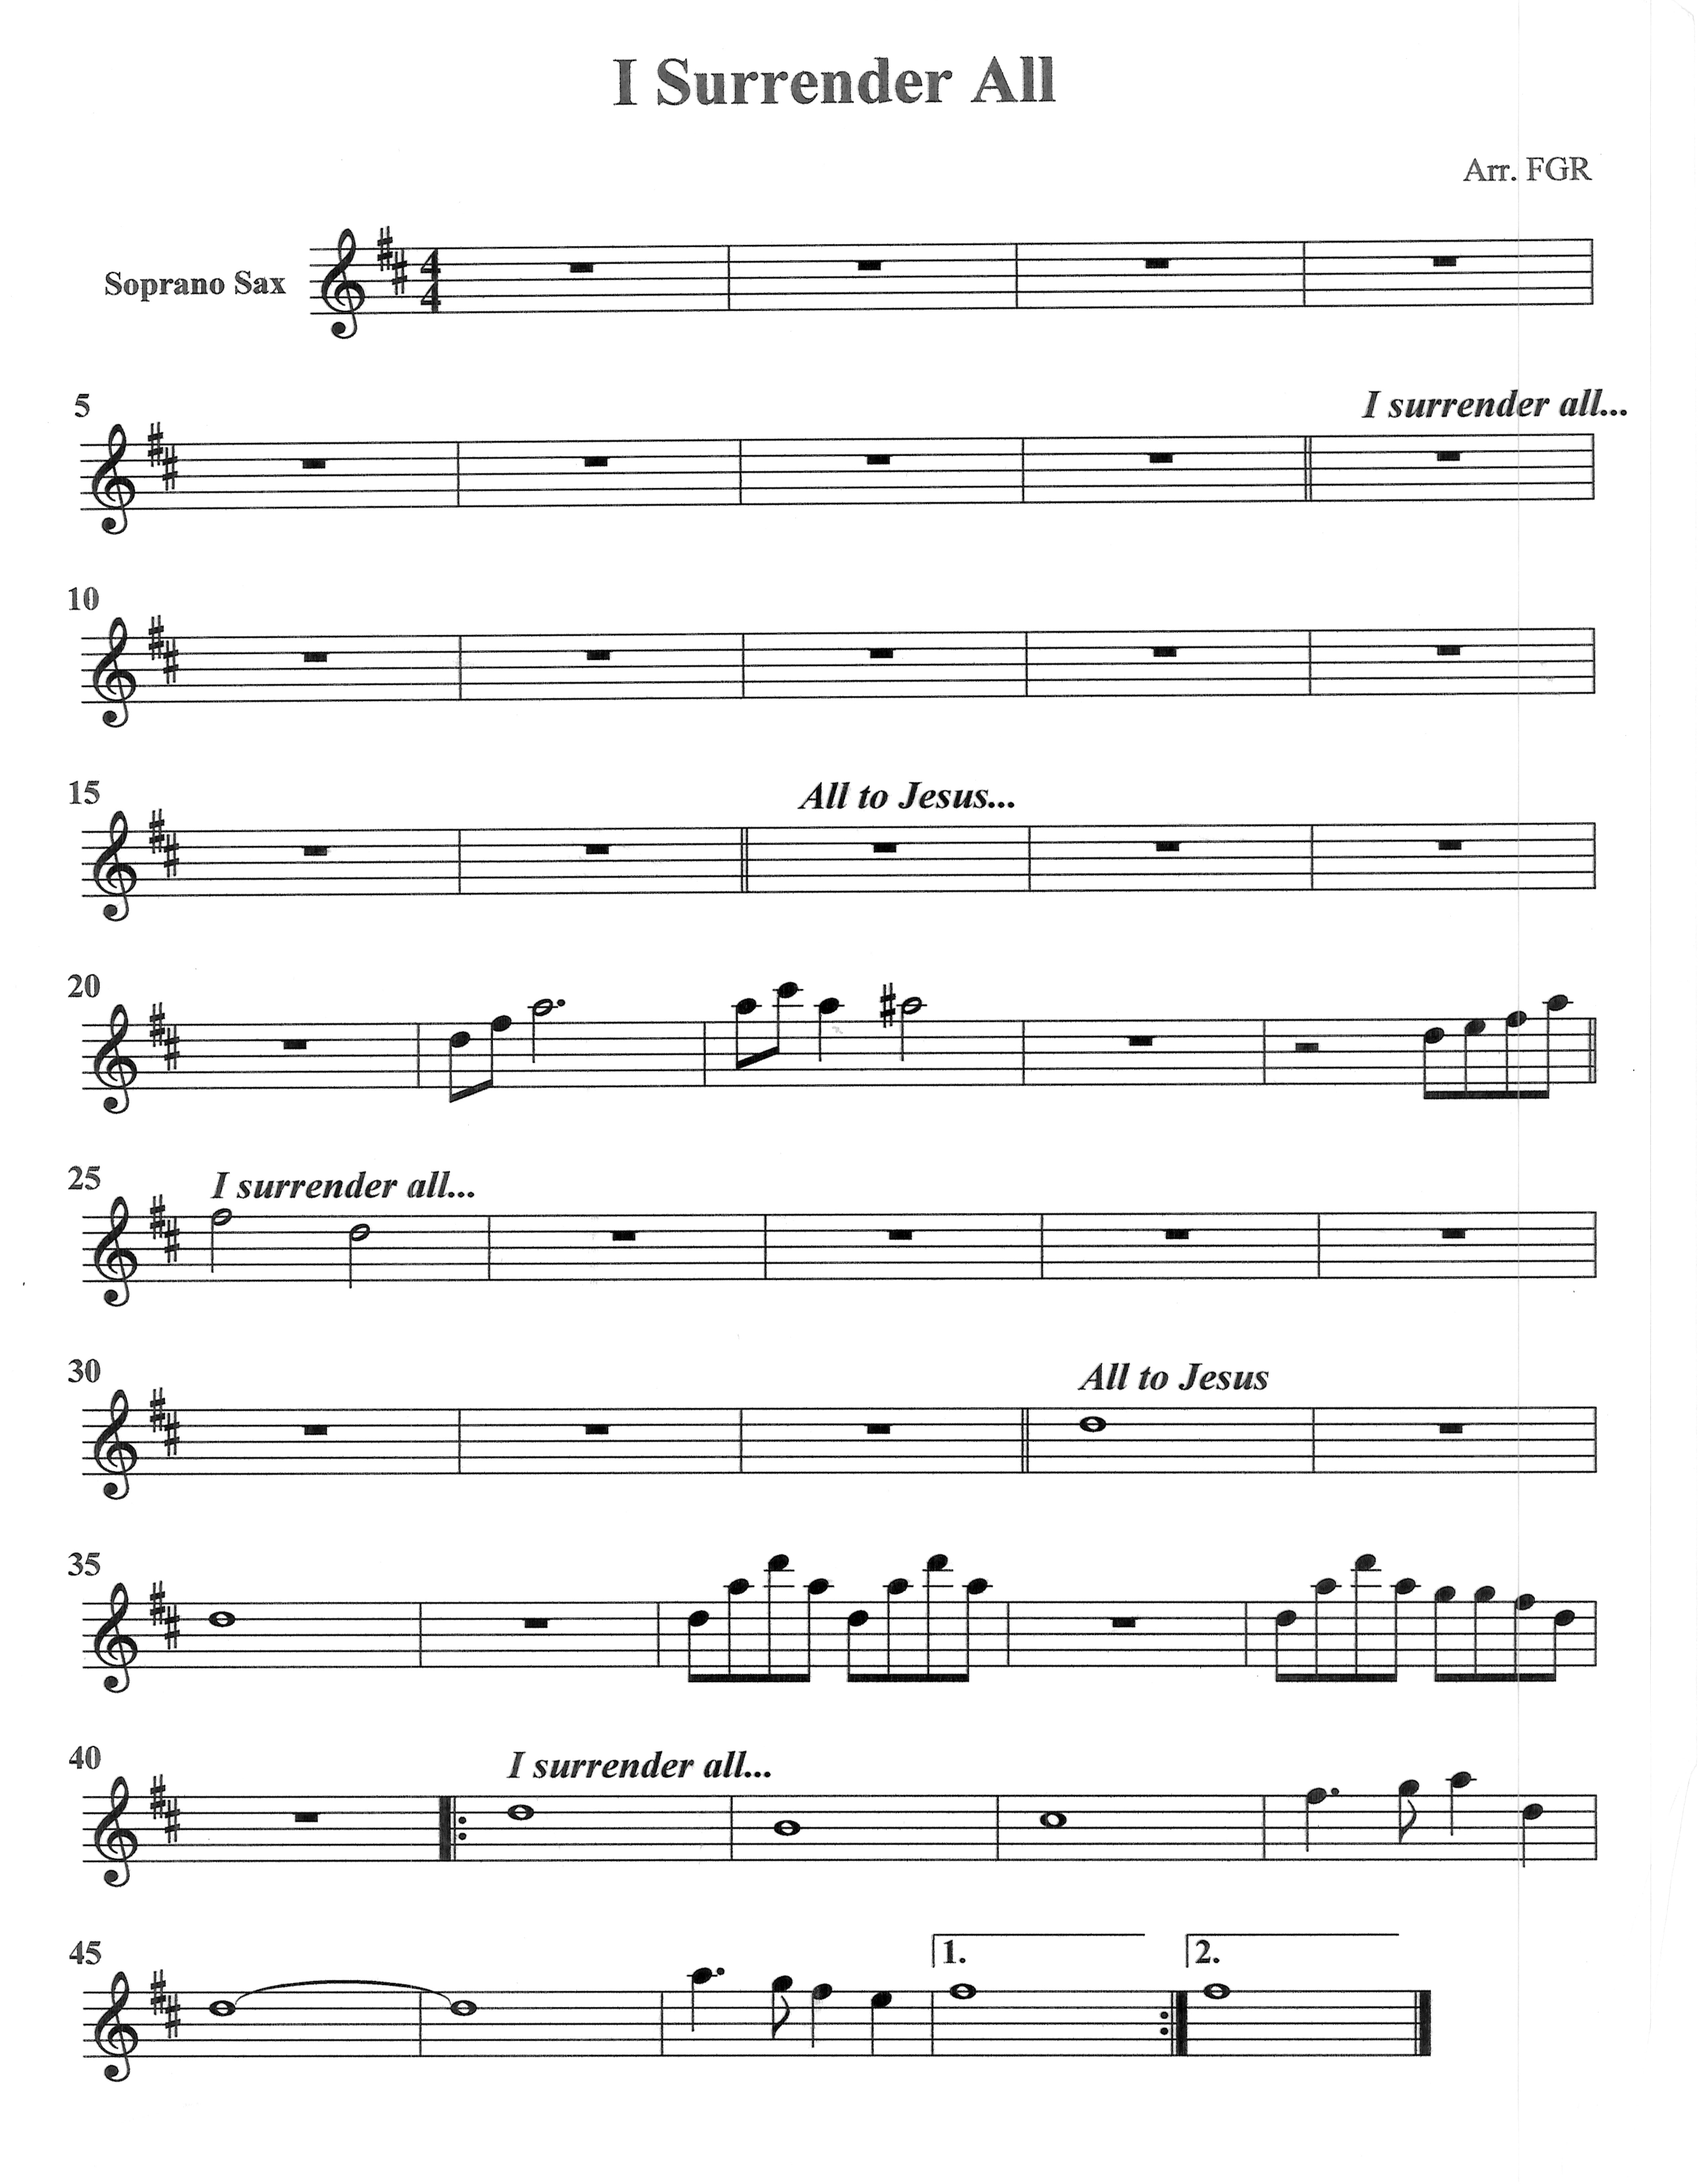 I Surrender All
Arr. FGR
Soprano Sax
4
4
5
I surrender all...
10
15
All to Jesus...
20
25
I surrender all...
30
All to Jesus
35
40
I surrender all...
45
1.
2.